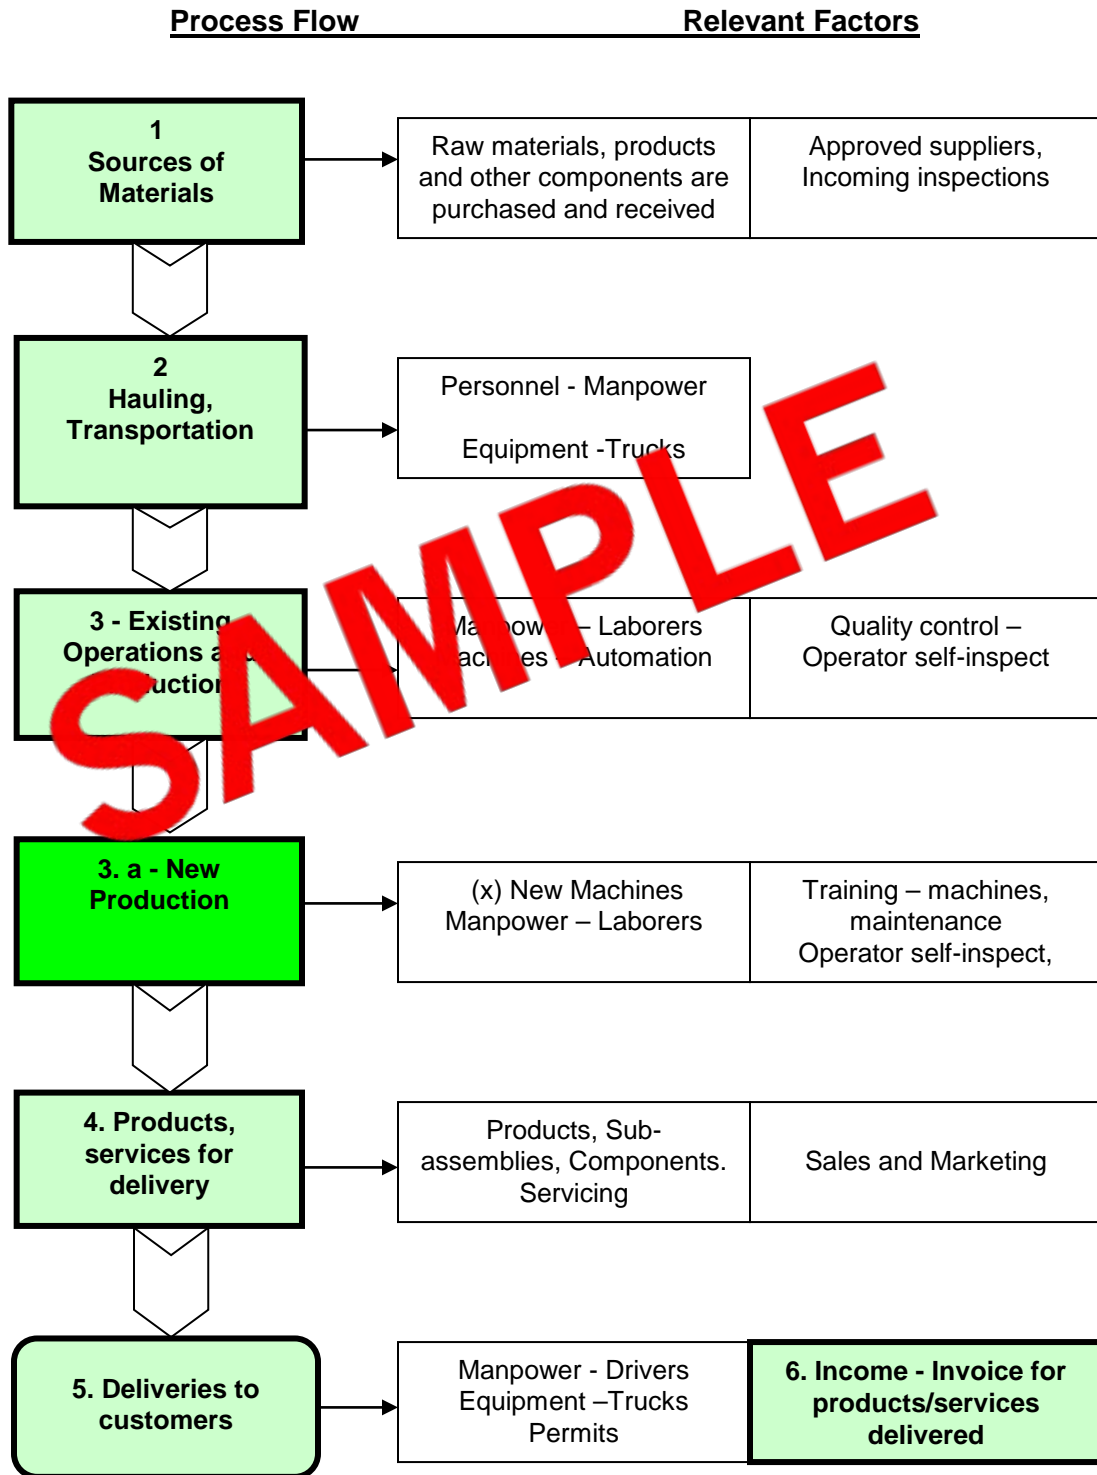 Process Flow Relevant Factors
1
Sources of
Materials
Raw materials, products
and other components are
purchased and received
Approved suppliers,
Incoming inspections
2
Hauling,
Transportation
Personnel - Manpower
Equipment -Trucks
3 - Existing
Operations and
Production
Manpower – Laborers
Machines – Automation
Quality control –
Operator self-inspect
SAMPLE
3. a - New
Production
(x) New Machines
Manpower – Laborers
Training – machines,
maintenance
Operator self-inspect,
4. Products,
services for
delivery
Products, Sub-
assemblies, Components.
Servicing
Sales and Marketing
5. Deliveries to
customers
Manpower - Drivers
Equipment –Trucks
Permits
6. Income - Invoice for
products/services
delivered